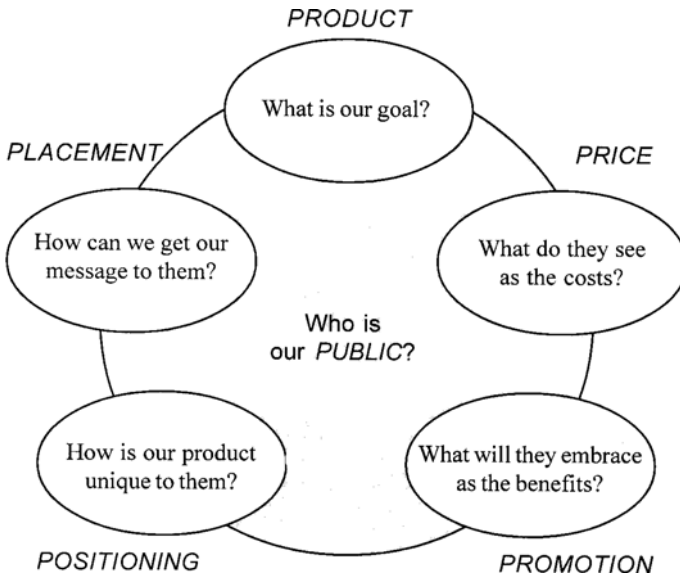 PRODUCT
What is our goal?
PLACEMENT
PRICE
How can we get our
message to them?
What do they see
as the costs?
Who is
our PUBLIC?
How is our product
unique to them?
What will they embrace
as the benefits?
POSITIONING
PROMOTION